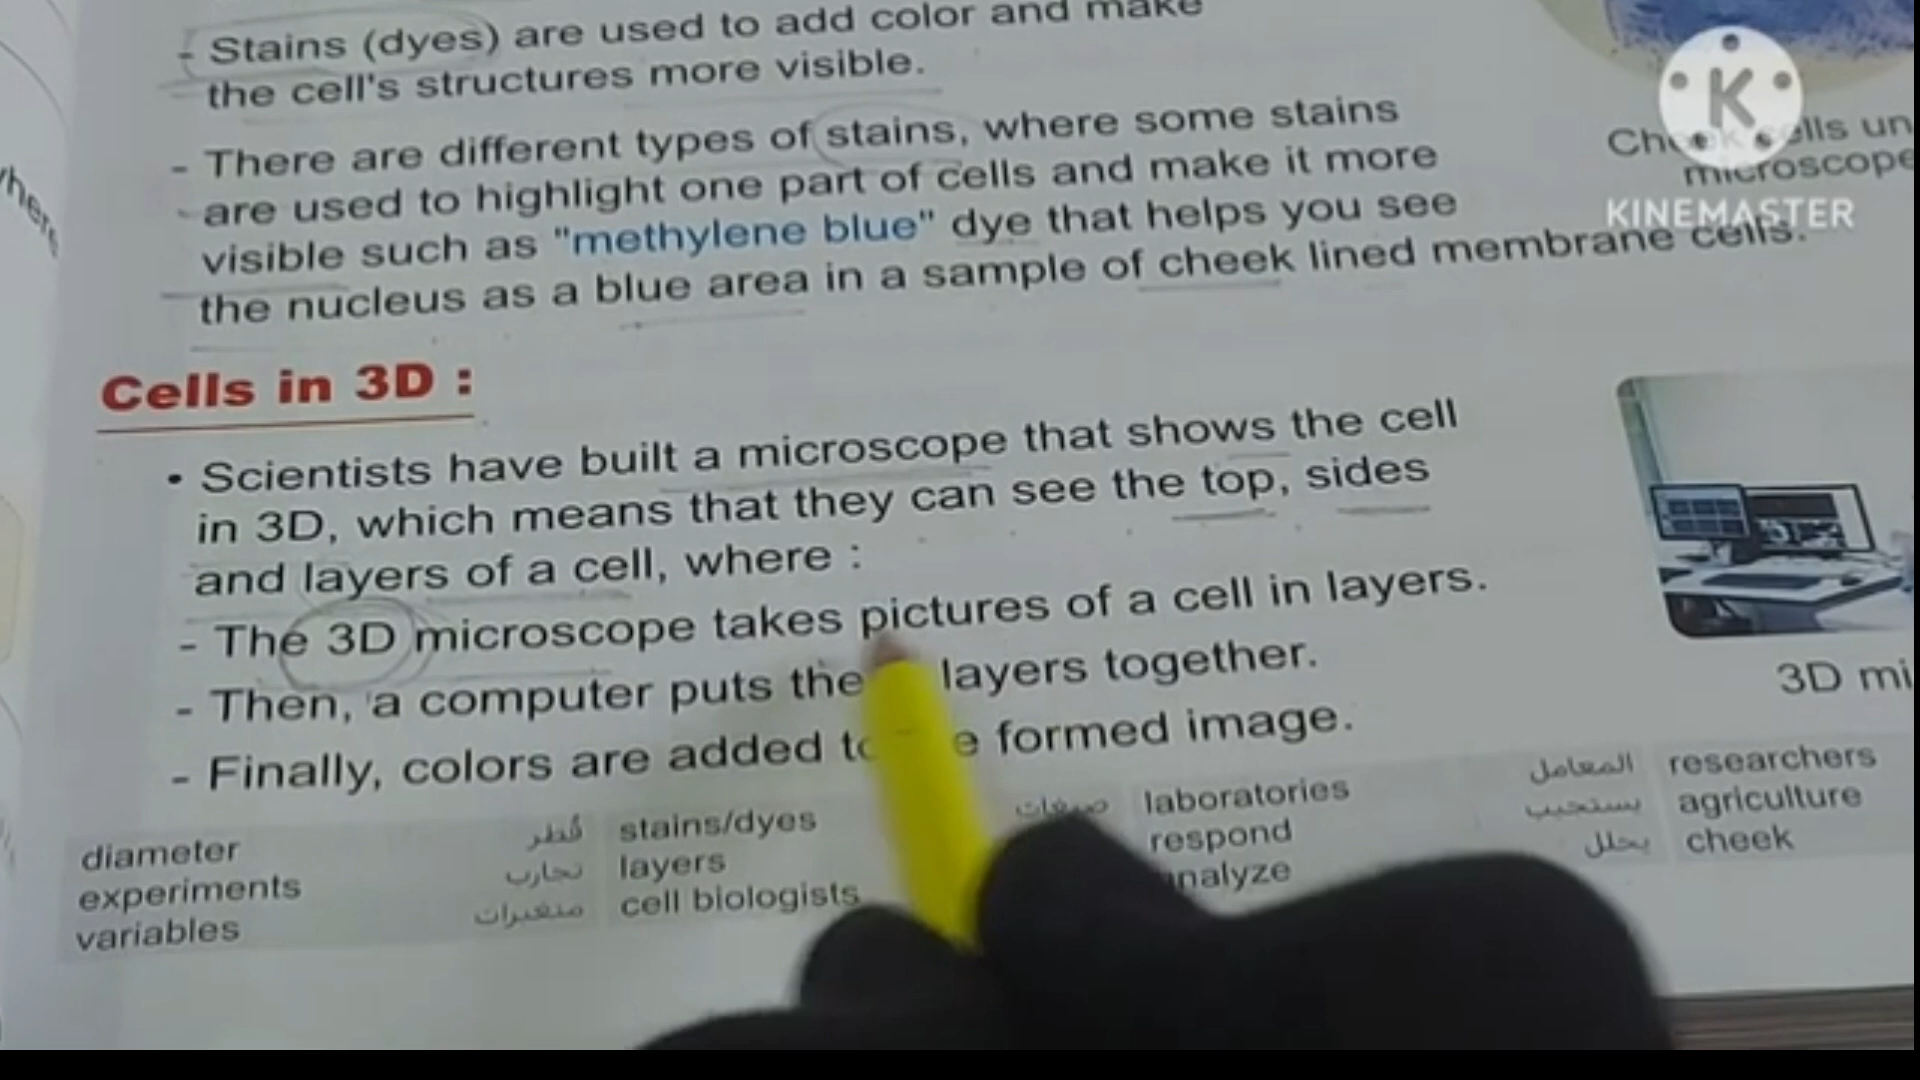 - Stains (dyes) are used to add color and make
the cell's structures more visible.
- There are different types of stains, where some stains
are used to highlight one part of cells and make it more
visible such as "methylene blue" dye that helps you see
the nucleus as a blue area in a sample of cheek lined membrane cells.
Cheek cells un
microscope
KINEMASTER
Cells in 3D :
• Scientists have built a microscope that shows the cell
in 3D, which means that they can see the top, sides
and layers of a cell, where :
- The 3D microscope takes pictures of a cell in layers.
- Then, a computer puts the layers together.
- Finally, colors are added to formed image.
3D mi
diameter قطر stains/dyes صبغات laboratories المعامل researchers
experiments تجارب layers respond يستجيب agriculture
variables متغيرات cell biologists analyze يحلل cheek